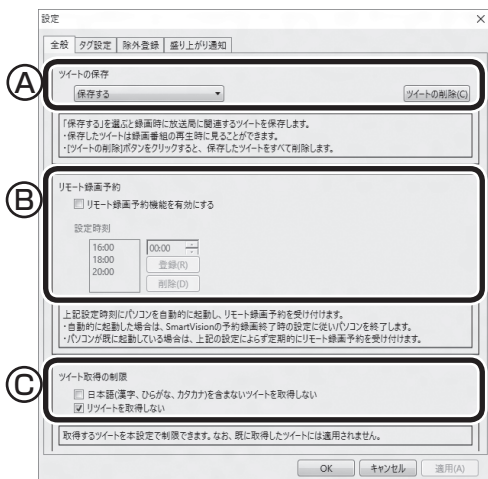 設定
全般 タグ設定 除外登録 盛り上がり通知
Ⓐ
ツイートの保存
保存する
ツイートの削除(C)
「保存する」を選ぶと録画時に放送局に関連するツイートを保存します。
・保存したツイートは録画番組の再生時に見ることができます。
・[ツイートの削除]ボタンをクリックすると、保存したツイートをすべて削除します。
Ⓑ
リモート録画予約
リモート録画予約機能を有効にする
設定時刻
16:00
18:00
20:00
00:00
登録(R)
削除(D)
上記設定時刻にパソコンを自動的に起動し、リモート録画予約を受け付けます。
・自動的に起動した場合は、SmartVisionの予約録画終了時の設定に従いパソコンを終了します。
・パソコンが既に起動している場合は、上記の設定によらず定期的にリモート録画予約を受け付けます。
Ⓒ
ツイート取得の制限
日本語(漢字、ひらがな、カタカナ)を含まないツイートを取得しない
リツイートを取得しない
取得するツイートを本設定で制限できます。なお、既に取得したツイートには適用されません。
OK キャンセル 適用(A)